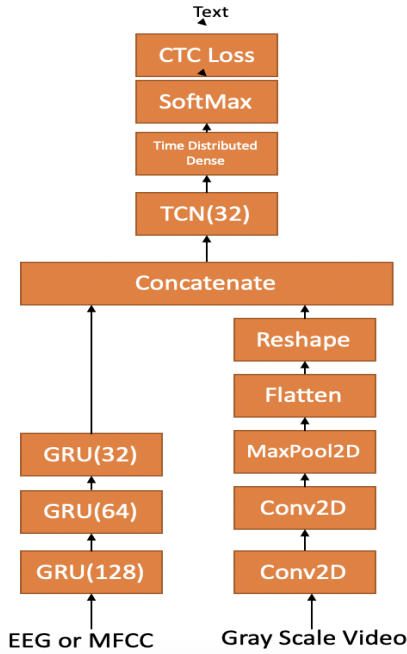 Text
CTC Loss
SoftMax
Time Distributed
Dense
TCN(32)
Concatenate
Reshape
Flatten
GRU(32)
MaxPool2D
GRU(64)
Conv2D
GRU(128)
Conv2D
EEG or MFCC
Gray Scale Video